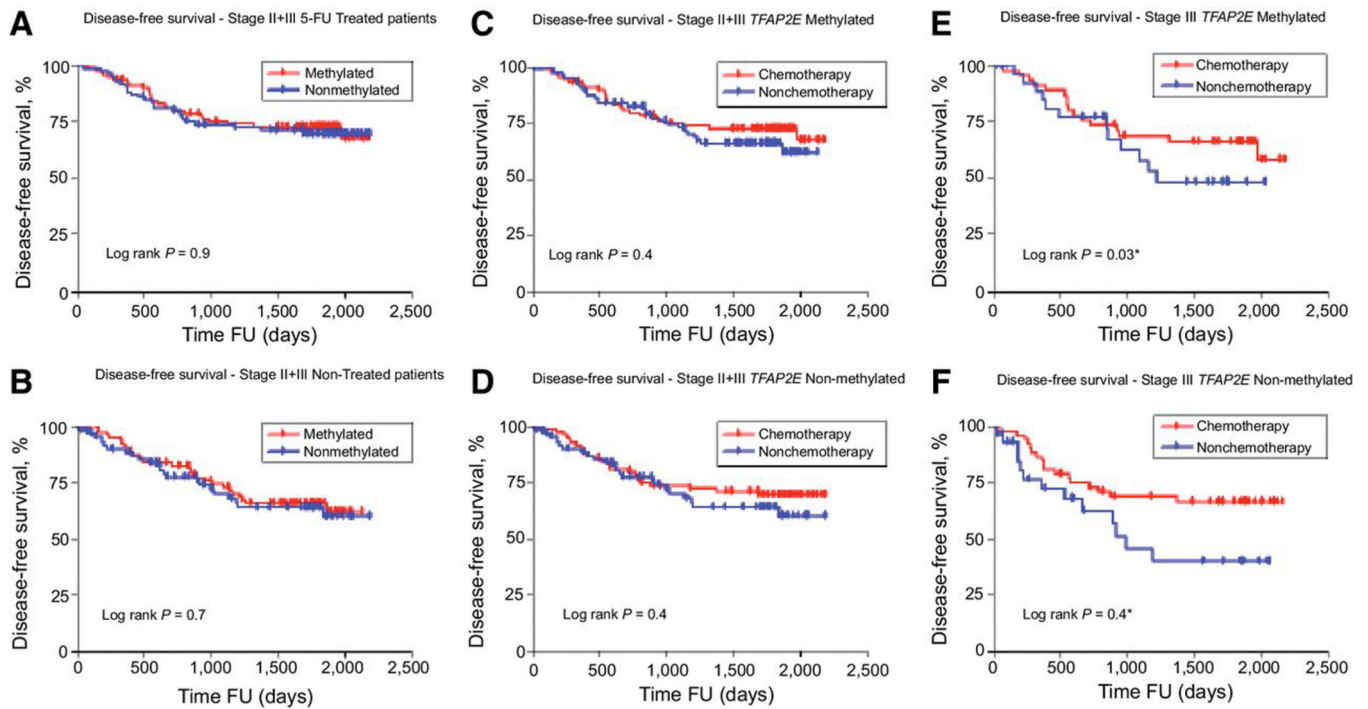 A
Disease-free survival - Stage II+III 5-FU Treated patients
Disease-free survival, %
100
75
50
25
0
Methylated
Nonmethylated
Log rank P = 0.9
0 500 1,000 1,500 2,000 2,500
Time FU (days)
C
Disease-free survival - Stage II+III TFAP2E Methylated
Disease-free survival, %
100
75
50
25
0
Chemotherapy
Nonchemotherapy
Log rank P = 0.4
0 500 1,000 1,500 2,000 2,500
Time FU (days)
E
Disease-free survival - Stage III TFAP2E Methylated
Disease-free survival, %
100
75
50
25
0
Chemotherapy
Nonchemotherapy
Log rank P = 0.03*
0 500 1,000 1,500 2,000 2,500
Time FU (days)
B
Disease-free survival - Stage II+III Non-Treated patients
Disease-free survival, %
100
75
50
25
0
Methylated
Nonmethylated
Log rank P = 0.7
0 500 1,000 1,500 2,000 2,500
Time FU (days)
D
Disease-free survival - Stage II+III TFAP2E Non-methylated
Disease-free survival, %
100
75
50
25
0
Chemotherapy
Nonchemotherapy
Log rank P = 0.4
0 500 1,000 1,500 2,000 2,500
Time FU (days)
F
Disease-free survival - Stage III TFAP2E Non-methylated
Disease-free survival, %
100
75
50
25
0
Chemotherapy
Nonchemotherapy
Log rank P = 0.4*
0 500 1,000 1,500 2,000 2,500
Time FU (days)